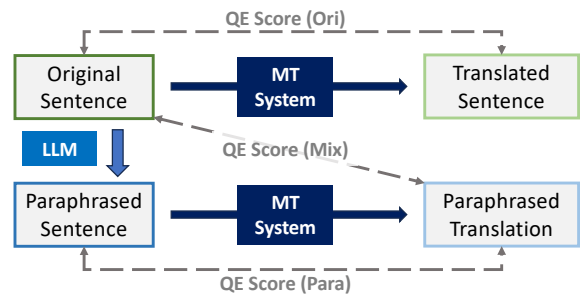 QE Score (Ori)
Original
Sentence
MT
System
Translated
Sentence
LLM
QE Score (Mix)
Paraphrased
Sentence
MT
System
Paraphrased
Translation
QE Score (Para)